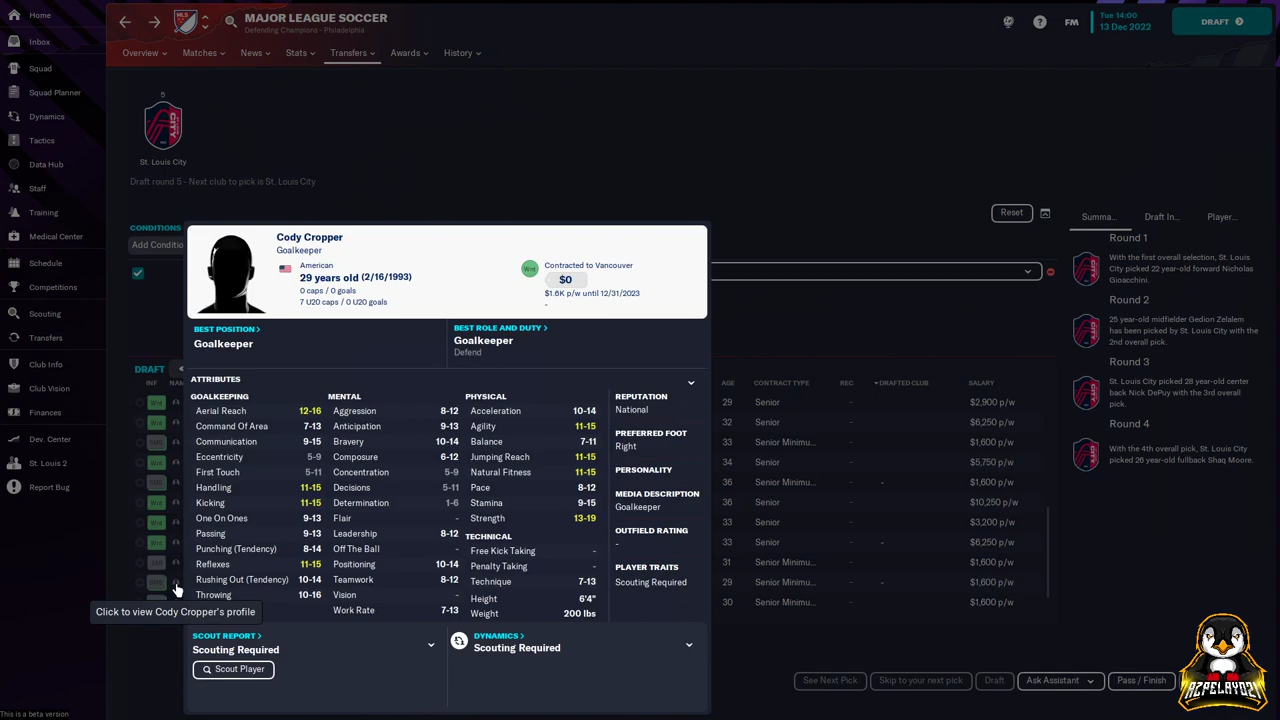 Home
Inbox
Squad
Squad Planner
Dynamics
Tactics
Data Hub
Staff
Training
Medical Center
Schedule
Competitions
Scouting
Transfers
Club Info
Club Vision
Finances
Dev. Center
St. Louis 2
Report Bug
This is a beta version
MAJOR LEAGUE SOCCER
Defending Champions - Philadelphia
FM
Tue 14:00
13 Dec 2022
DRAFT
Overview
Matches
News
Stats
Transfers
Awards
History
5
St. Louis City
Draft round 5 - Next club to pick is St. Louis City
CONDITIONS
Add Conditio
Reset
DRAFT
INF
NAM
Wnt
Wnt
Wnt
Wnt
Wnt
Wnt
Click to view Cody Cropper's profile
Cody Cropper
Goalkeeper
American
29 years old (2/16/1993)
0 caps / 0 goals
7 U20 caps / 0 U20 goals
Wnt
Contracted to Vancouver
$0
$1.6K p/w until 12/31/2023
-
BEST POSITION >
Goalkeeper
BEST ROLE AND DUTY >
Goalkeeper
Defend
ATTRIBUTES
GOALKEEPING
Aerial Reach 12-16
Command Of Area 7-13
Communication 9-15
Eccentricity 5-9
First Touch 5-11
Handling 11-15
Kicking 11-15
One On Ones 9-13
Passing 9-13
Punching (Tendency) 8-14
Reflexes 11-15
Rushing Out (Tendency) 10-14
Throwing 10-16
MENTAL
Aggression 8-12
Anticipation 9-13
Bravery 10-14
Composure 6-12
Concentration 5-9
Decisions 5-11
Determination 1-6
Flair -
Leadership 8-12
Off The Ball -
Positioning 10-14
Teamwork 8-12
Vision -
Work Rate 7-13
PHYSICAL
Acceleration 10-14
Agility 11-15
Balance 7-11
Jumping Reach 11-15
Natural Fitness 11-15
Pace 8-12
Stamina 9-15
Strength 13-19
TECHNICAL
Free Kick Taking -
Penalty Taking -
Technique 7-13
Height 6'4"
Weight 200 lbs
REPUTATION
National
PREFERRED FOOT
Right
PERSONALITY
MEDIA DESCRIPTION
Goalkeeper
OUTFIELD RATING
-
PLAYER TRAITS
Scouting Required
SCOUT REPORT >
Scouting Required
Scout Player
DYNAMICS >
Scouting Required
AGE CONTRACT TYPE REC DRAFTED CLUB SALARY
29 Senior - $2,900 p/w
32 Senior - $6,250 p/w
33 Senior Minimu... - - $1,600 p/w
34 Senior - $5,750 p/w
36 Senior Minimu... - - $1,600 p/w
36 Senior - $10,250 p/w
33 Senior - - $3,200 p/w
33 Senior - - $6,250 p/w
31 Senior Minimu... - $1,600 p/w
29 Senior Minimu... - - $1,600 p/w
30 Senior Minimu... - $1,600 p/w
Summa...
Draft In...
Player...
Round 1
With the first overall selection, St. Louis
City picked 22 year-old forward Nicholas
Gioacchini.
Round 2
25 year-old midfielder Gedion Zelalem
has been picked by St. Louis City with the
2nd overall pick.
Round 3
St. Louis City picked 28 year-old center
back Nick DePuy with the 3rd overall
pick.
Round 4
With the 4th overall pick, St. Louis City
picked 26 year-old fullback Shaq Moore.
See Next Pick
Skip to your next pick
Draft
Ask Assistant
Pass / Finish